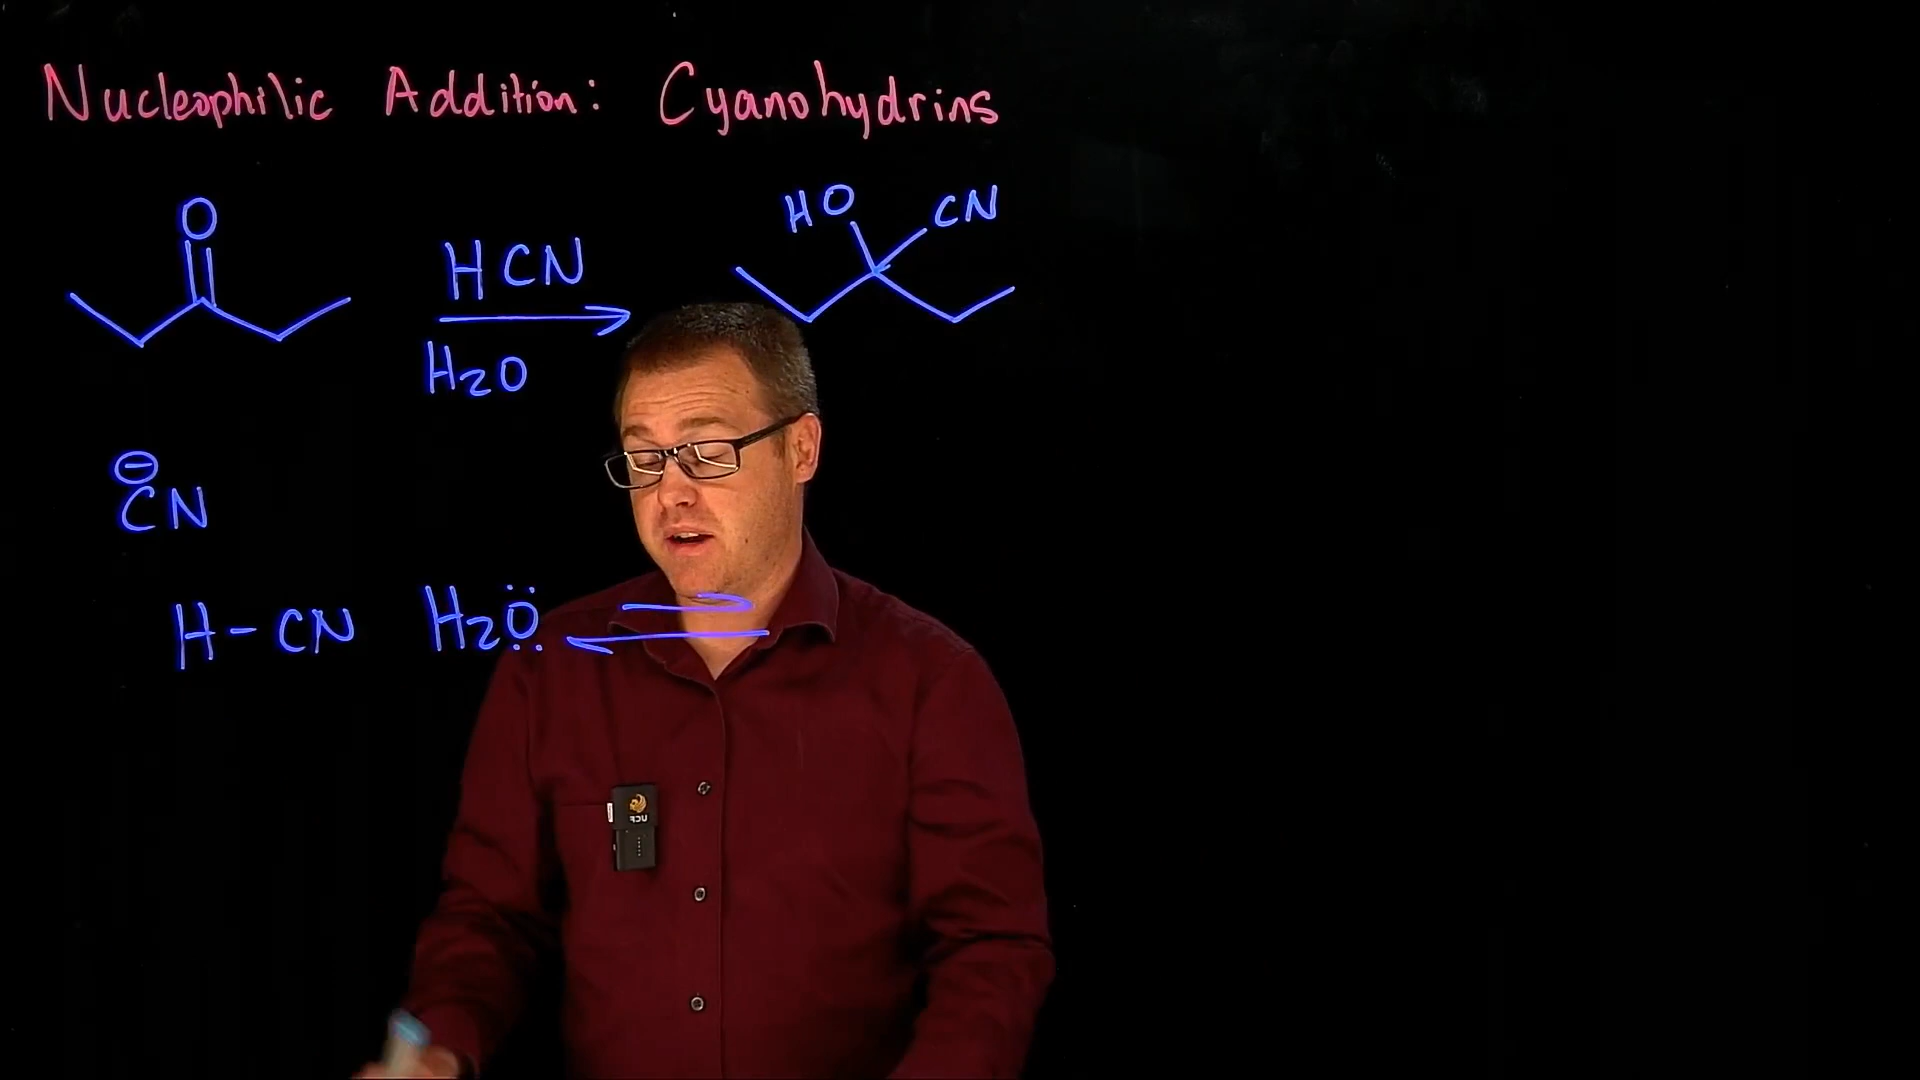 Nucleophilic Addition: Cyanohydrins
O
HCN
H2O
HO CN
⊖
CN
H-CN H2O
UCF